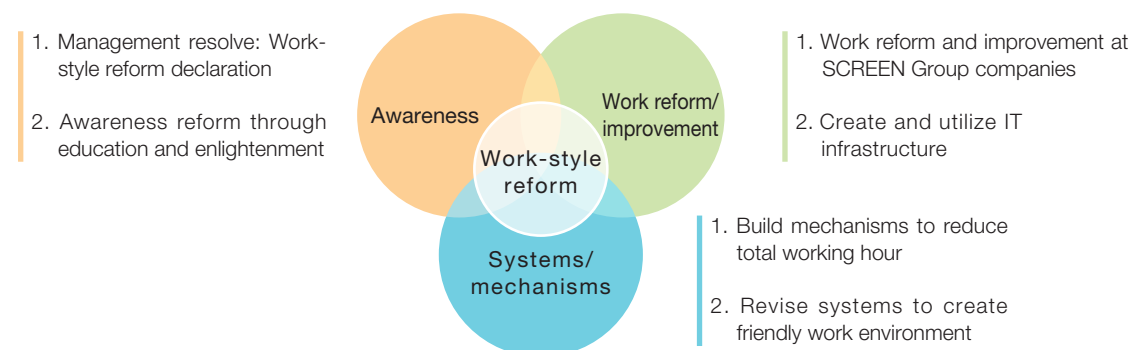 1. Management resolve: Work-
style reform declaration
2. Awareness reform through
education and enlightenment
Awareness
Work reform/
improvement
Work-style
reform
Systems/
mechanisms
1. Work reform and improvement at
SCREEN Group companies
2. Create and utilize IT
infrastructure
1. Build mechanisms to reduce
total working hour
2. Revise systems to create
friendly work environment